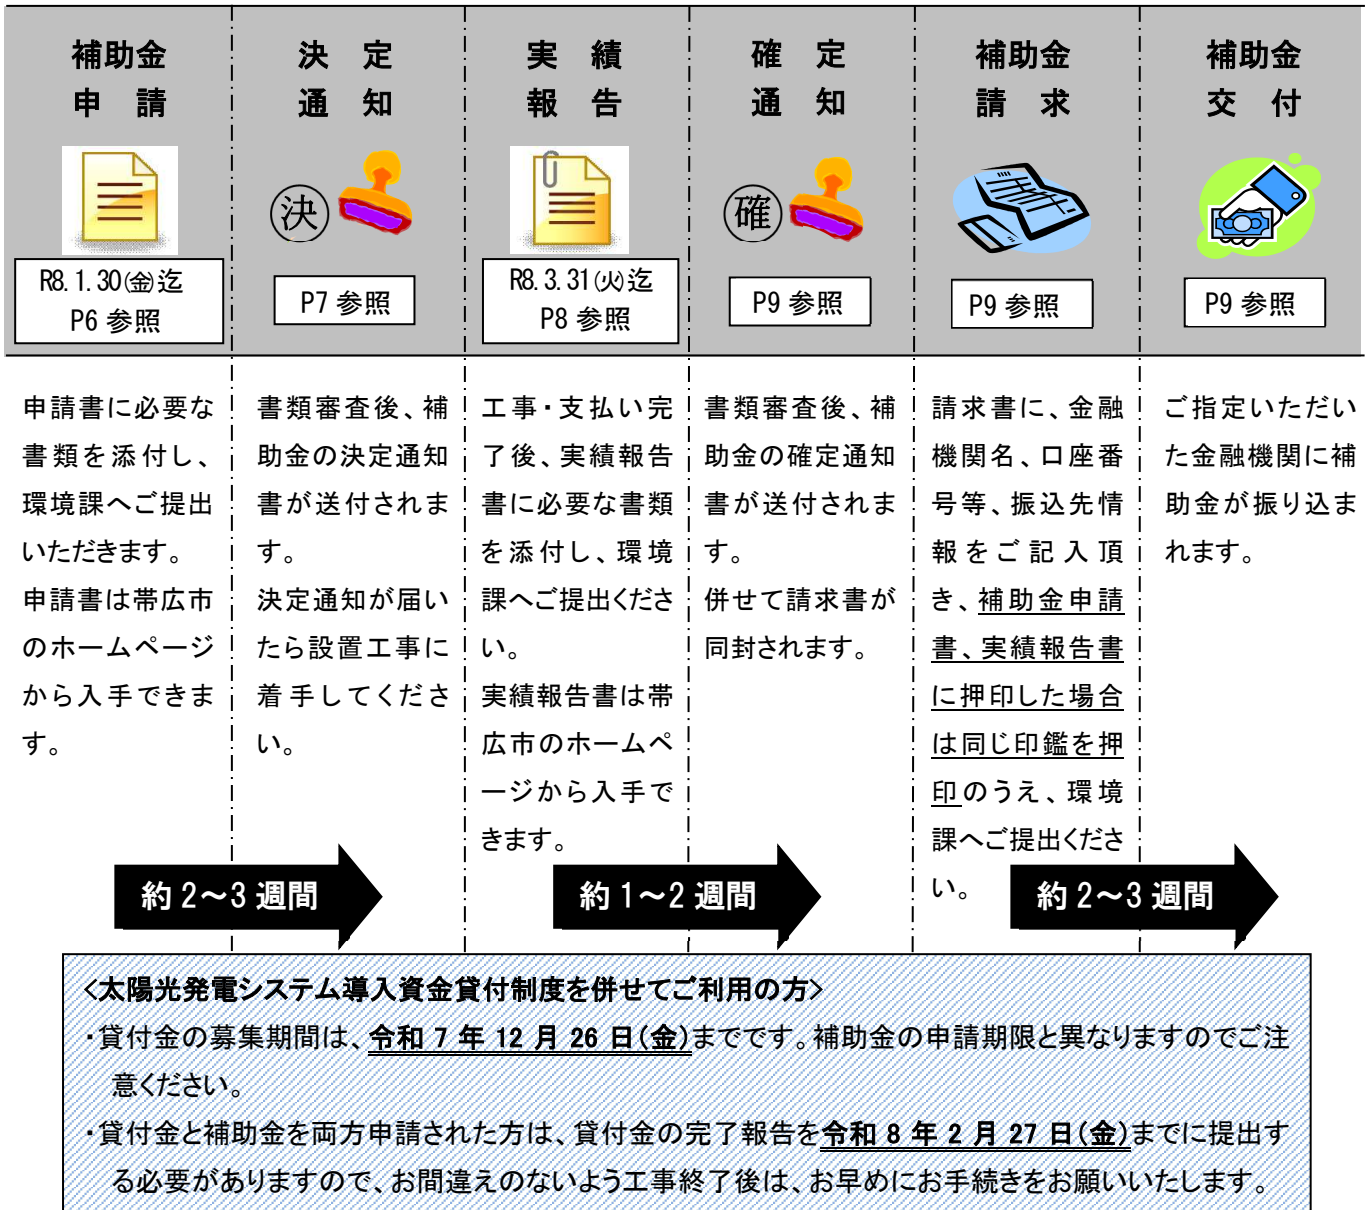 補助金
申　請
R8.1.30(金)迄
P6 参照
決　定
通　知
決
P7 参照
実　績
報　告
R8.3.31(火)迄
P8 参照
確　定
通　知
確
P9 参照
補助金
請　求
P9 参照
補助金
交　付
P9 参照
申請書に必要な
書類を添付し、
環境課へご提出
いただきます。
申請書は帯広市
のホームページ
から入手できま
す。
書類審査後、補
助金の決定通知
書が送付されま
す。
決定通知が届い
たら設置工事に
着手してくださ
い。
工事・支払い完
了後、実績報告
書に必要な書類
を添付し、環境
課へご提出くださ
い。
実績報告書は帯
広市のホームペ
ージから入手で
きます。
書類審査後、補
助金の確定通知
書が送付されま
す。
併せて請求書が
同封されます。
請求書に、金融
機関名、口座番
号等、振込先情
報をご記入頂
き、補助金申請
書、実績報告書
に押印した場合
は同じ印鑑を押
印のうえ、環境
課へご提出くださ
い。
ご指定いただい
た金融機関に補
助金が振り込ま
れます。
約 2～3 週間
約 1～2 週間
約 2～3 週間
<太陽光発電システム導入資金貸付制度を併せてご利用の方>
・貸付金の募集期間は、令和 7 年 12 月 26 日(金)までです。補助金の申請期限と異なりますのでご注
意ください。
・貸付金と補助金を両方申請された方は、貸付金の完了報告を令和 8 年 2 月 27 日(金)までに提出す
る必要がありますので、お間違えのないよう工事終了後は、お早めにお手続きをお願いいたします。